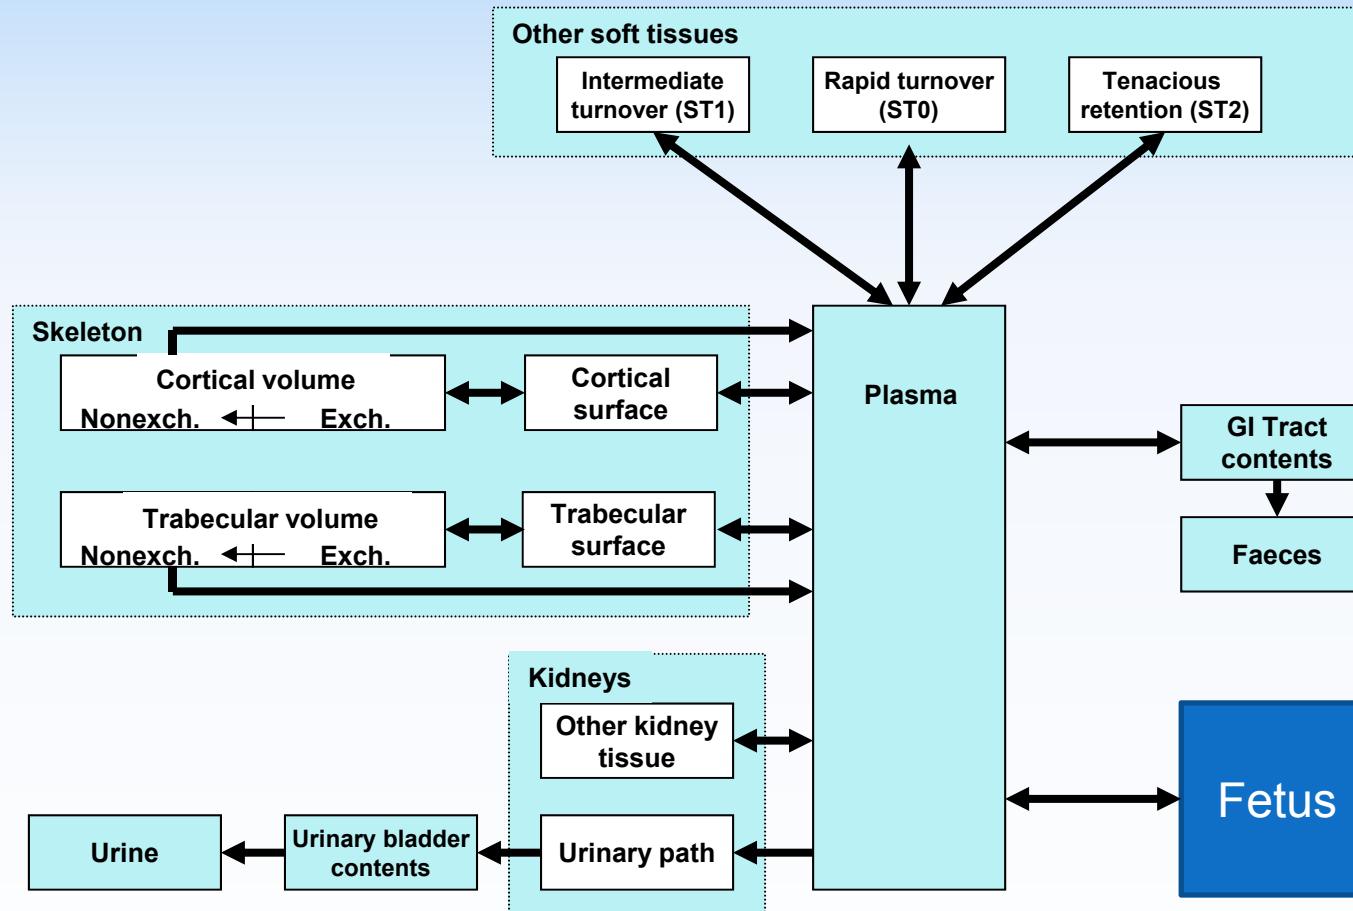 Other soft tissues
Intermediate
turnover (ST1)
Rapid turnover
(ST0)
Tenacious
retention (ST2)
Skeleton
Cortical volume
Nonexch.
Exch.
Cortical
surface
Plasma
GI Tract
contents
Trabecular volume
Nonexch.
Exch.
Trabecular
surface
Faeces
Kidneys
Other kidney
tissue
Fetus
Urine
Urinary bladder
contents
Urinary path